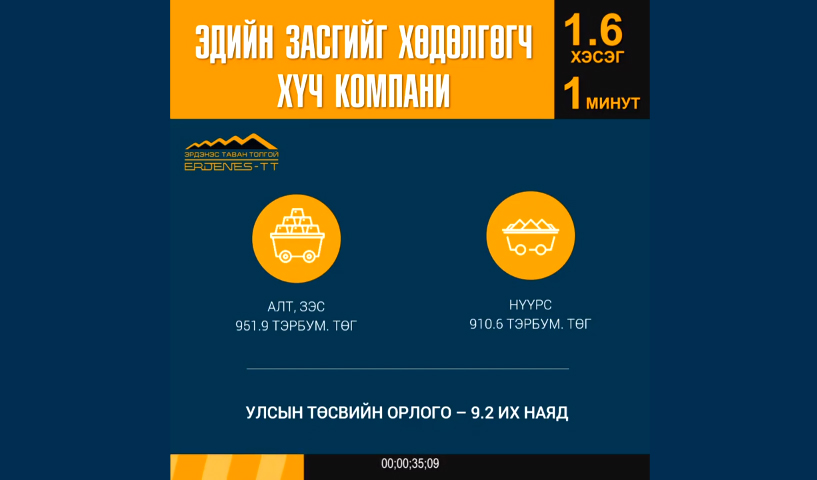 ЭДИЙН ЗАСГИЙГ ХӨДӨЛГӨГЧ
ХҮЧ КОМПАНИ
1.6
ХЭСЭГ
1 МИНУТ
ЭРДЭНЭС ТАВАН ТОЛГОЙ
ERDENES-TT
АЛТ, ЗЭС
951.9 ТЭРБУМ. ТӨГ
НҮҮРС
910.6 ТЭРБУМ. ТӨГ
УЛСЫН ТӨСВИЙН ОРЛОГО – 9.2 ИХ НАЯД
00;00;35;09